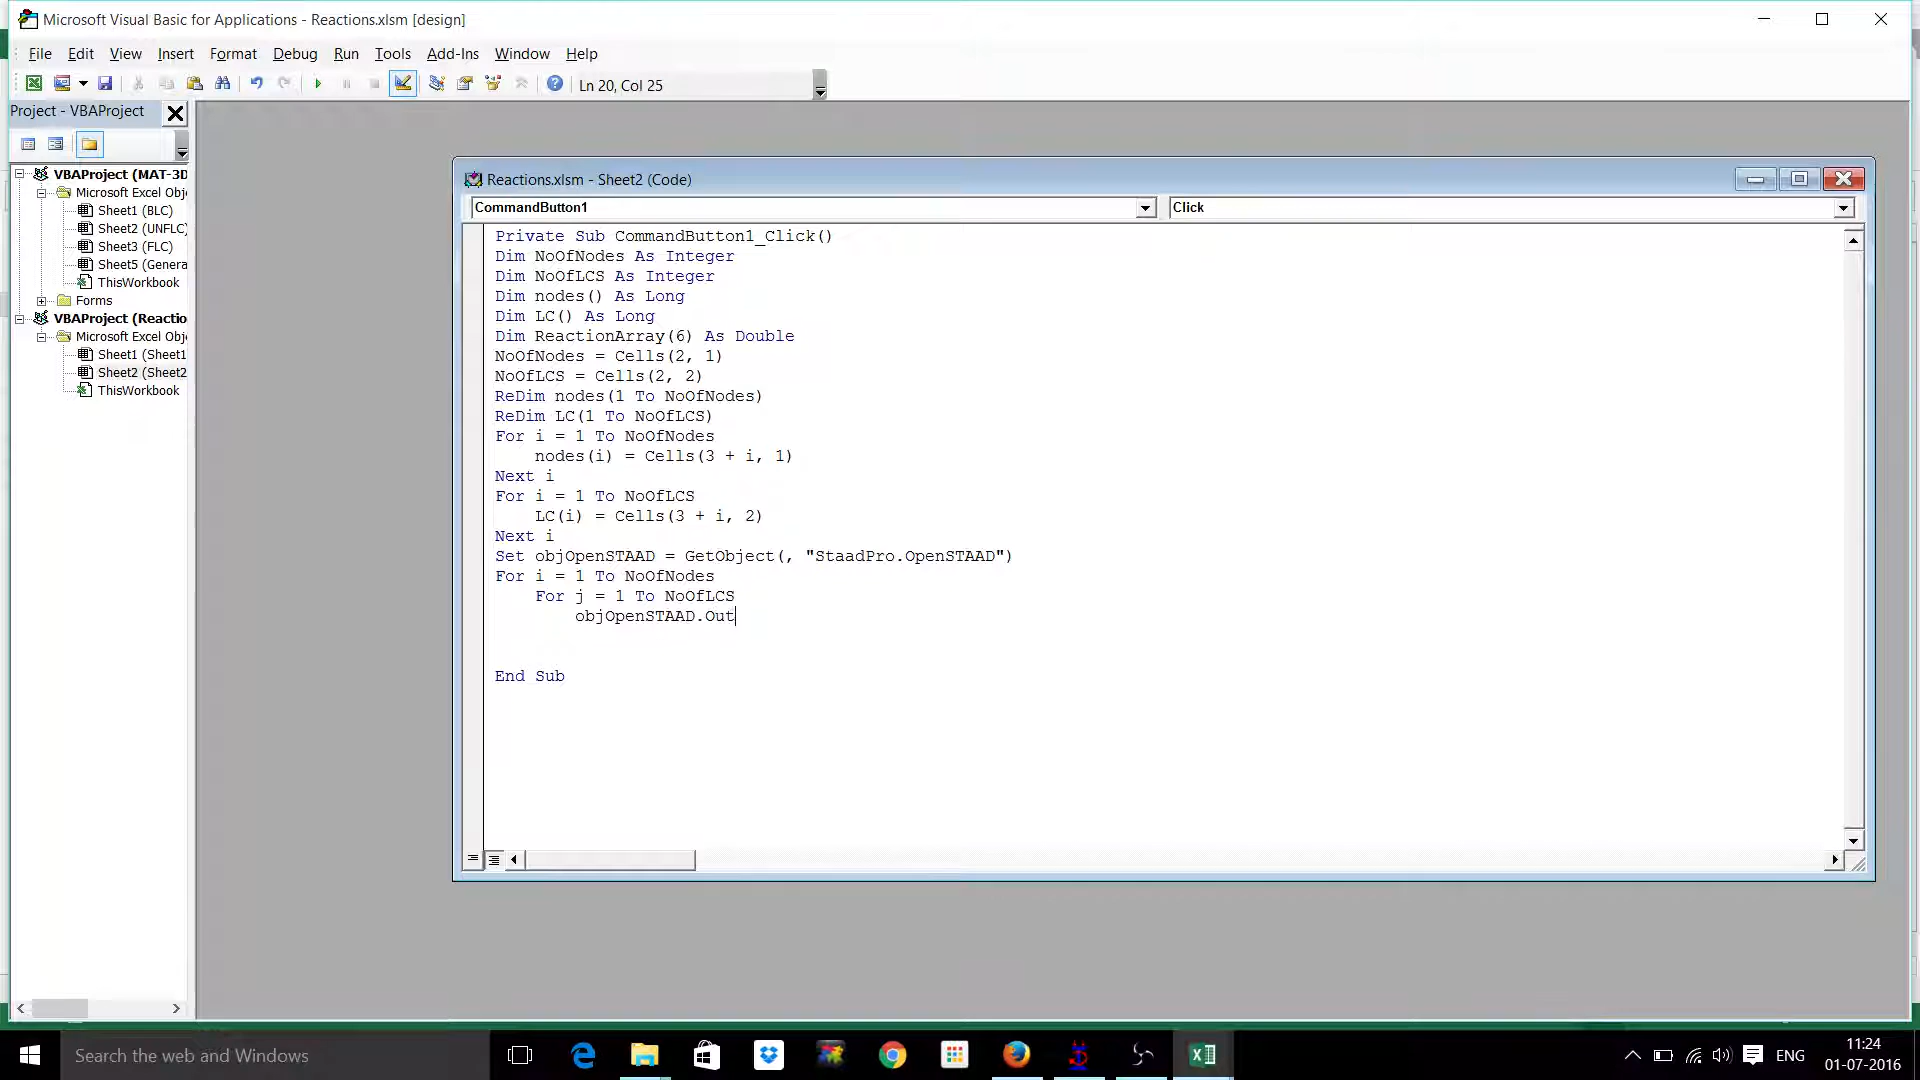 Microsoft Visual Basic for Applications - Reactions.xlsm [design]
File Edit View Insert Format Debug Run Tools Add-Ins Window Help
Ln 20, Col 25
Project - VBAProject
VBAProject (MAT-3D
Microsoft Excel Obj
Sheet1 (BLC)
Sheet2 (UNFLC)
Sheet3 (FLC)
Sheet5 (Genera
ThisWorkbook
Forms
VBAProject (Reactio
Microsoft Excel Obj
Sheet1 (Sheet1
Sheet2 (Sheet2
ThisWorkbook
Reactions.xlsm - Sheet2 (Code)
CommandButton1
Click
Private Sub CommandButton1_Click()
Dim NoOfNodes As Integer
Dim NoOfLCS As Integer
Dim nodes() As Long
Dim LC() As Long
Dim ReactionArray(6) As Double
NoOfNodes = Cells(2, 1)
NoOfLCS = Cells(2, 2)
ReDim nodes(1 To NoOfNodes)
ReDim LC(1 To NoOfLCS)
For i = 1 To NoOfNodes
    nodes(i) = Cells(3 + i, 1)
Next i
For i = 1 To NoOfLCS
    LC(i) = Cells(3 + i, 2)
Next i
Set objOpenSTAAD = GetObject(, "StaadPro.OpenSTAAD")
For i = 1 To NoOfNodes
    For j = 1 To NoOfLCS
        objOpenSTAAD.Out
End Sub
Search the web and Windows
ENG
11:24
01-07-2016